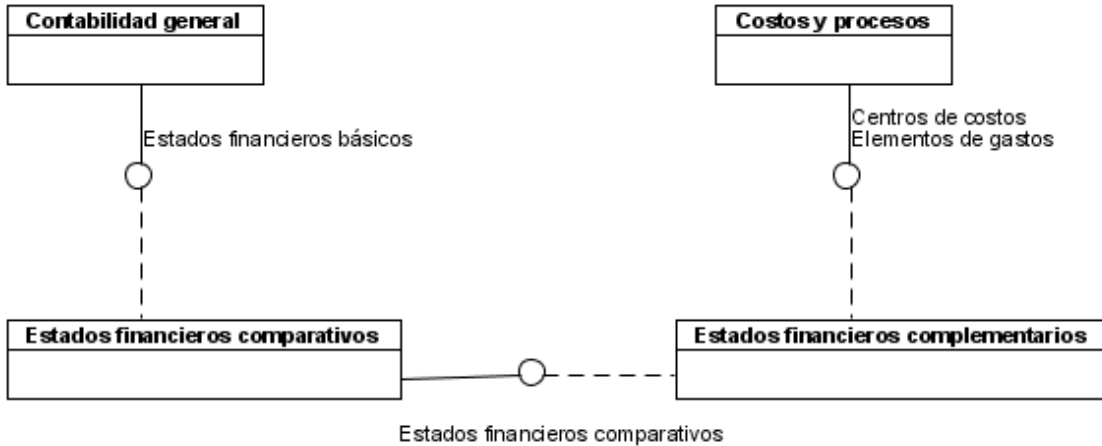 Contabilidad general
Costos y procesos
Estados financieros básicos
Centros de costos
Elementos de gastos
Estados financieros comparativos
Estados financieros complementarios
Estados financieros comparativos